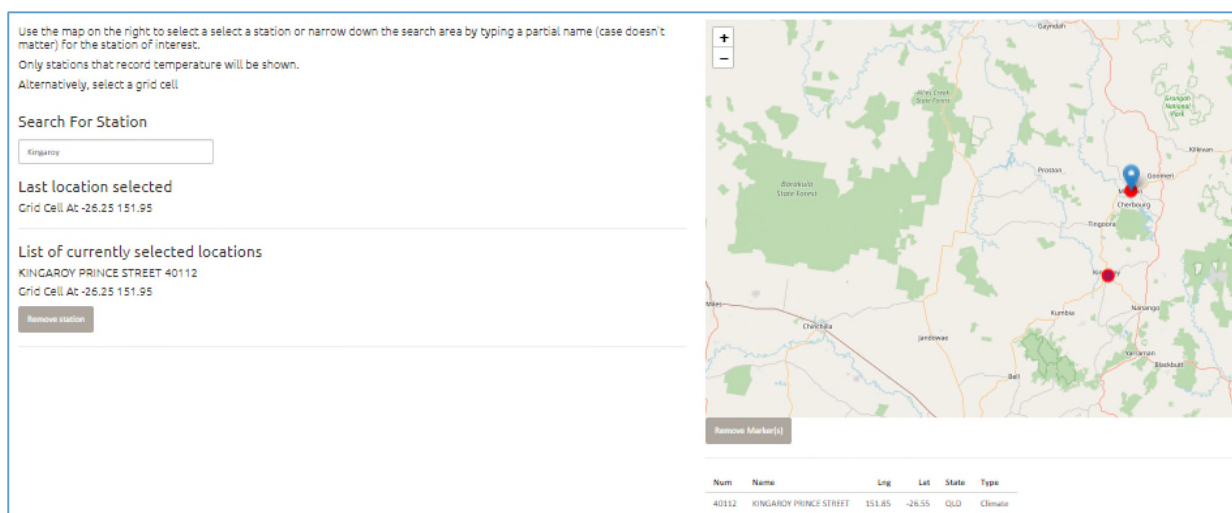 Use the map on the right to select a select a station or narrow down the search area by typing a partial name (case doesn't
matter) for the station of interest.
Only stations that record temperature will be shown.
Alternatively, select a grid cell
Search For Station
Kingaroy
Last location selected
Grid Cell At -26.25 151.95
List of currently selected locations
KINGAROY PRINCE STREET 40112
Grid Cell At -26.25 151.95
Remove station
+
−
Gayndah
Allies Creek
State Forest
Grongah
National
Park
Kilkivan
Proston
Goomeri
Cherbourg
Barakula
State Forest
Tingoora
Miles
Nanango
Kumbia
Chinchilla
Jandowae
Yarraman
Blackbutt
Bell
Remove Marker(s)
Num Name Lng Lat State Type
40112 KINGAROY PRINCE STREET 151.85 -26.55 QLD Climate